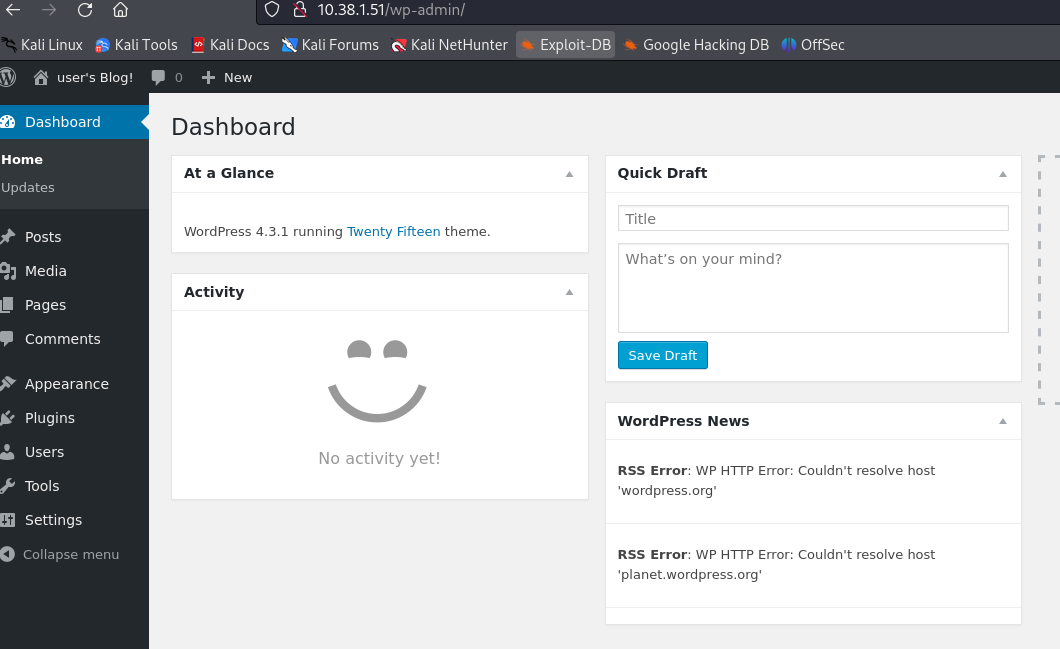 10.38.1.51/wp-admin/
Kali Linux Kali Tools Kali Docs Kali Forums Kali NetHunter Exploit-DB Google Hacking DB OffSec
user's Blog! 0 New
Dashboard
Home
Updates
Posts
Media
Pages
Comments
Appearance
Plugins
Users
Tools
Settings
Collapse menu
Dashboard
At a Glance
WordPress 4.3.1 running Twenty Fifteen theme.
Activity
No activity yet!
Quick Draft
Title
What's on your mind?
Save Draft
WordPress News
RSS Error: WP HTTP Error: Couldn't resolve host
'wordpress.org'
RSS Error: WP HTTP Error: Couldn't resolve host
'planet.wordpress.org'